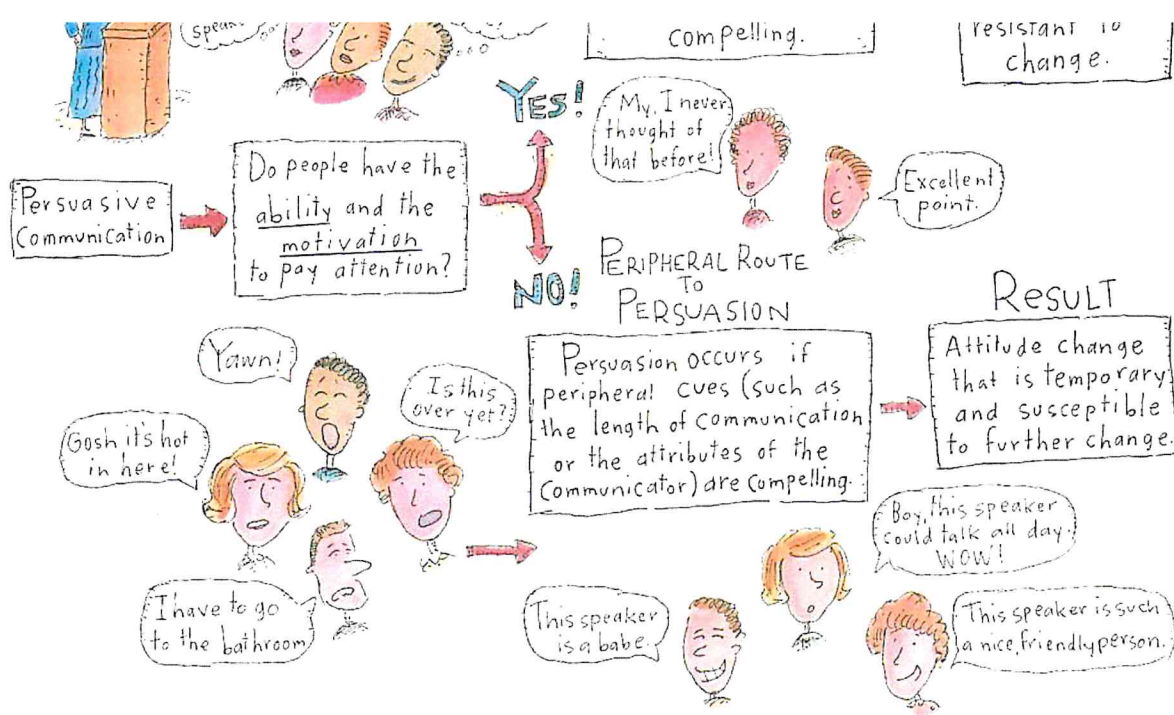 speake
compelling.
resistant to
change.
YES!
My, I never
thought of
that before!
Excellent
point.
Do people have the
ability and the
motivation
to pay attention?
Persuasive
Communication
NO!
PERIPHERAL ROUTE
TO
PERSUASION
RESULT
Persuasion occurs if
peripheral cues (such as
the length of communication
or the attributes of the
communicator) are compelling.
Attitude change
that is temporary
and susceptible
to further change.
Yawn!
Is this
over yet?
Gosh it's hot
in here!
I have to go
to the bathroom
Boy, this speaker
could talk all day.
WOW!
This speaker
is a babe.
This speaker is such
a nice, friendly person.